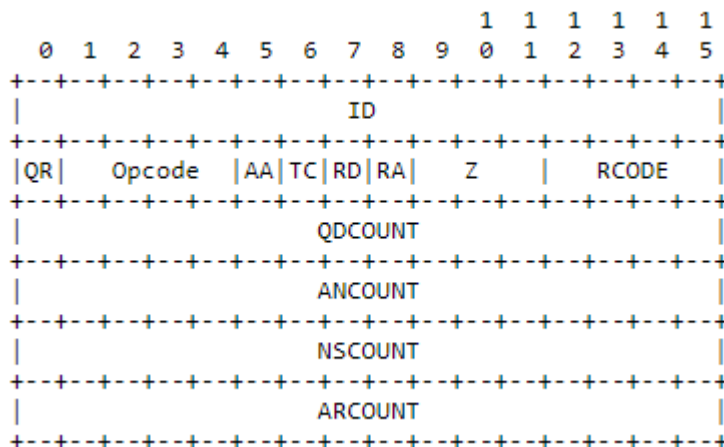 1  1  1  1  1  1
  0  1  2  3  4  5  6  7  8  9  0  1  2  3  4  5
+--+--+--+--+--+--+--+--+--+--+--+--+--+--+--+--+
|                      ID                       |
+--+--+--+--+--+--+--+--+--+--+--+--+--+--+--+--+
|QR|   Opcode  |AA|TC|RD|RA|   Z    |   RCODE   |
+--+--+--+--+--+--+--+--+--+--+--+--+--+--+--+--+
|                    QDCOUNT                    |
+--+--+--+--+--+--+--+--+--+--+--+--+--+--+--+--+
|                    ANCOUNT                    |
+--+--+--+--+--+--+--+--+--+--+--+--+--+--+--+--+
|                    NSCOUNT                    |
+--+--+--+--+--+--+--+--+--+--+--+--+--+--+--+--+
|                    ARCOUNT                    |
+--+--+--+--+--+--+--+--+--+--+--+--+--+--+--+--+